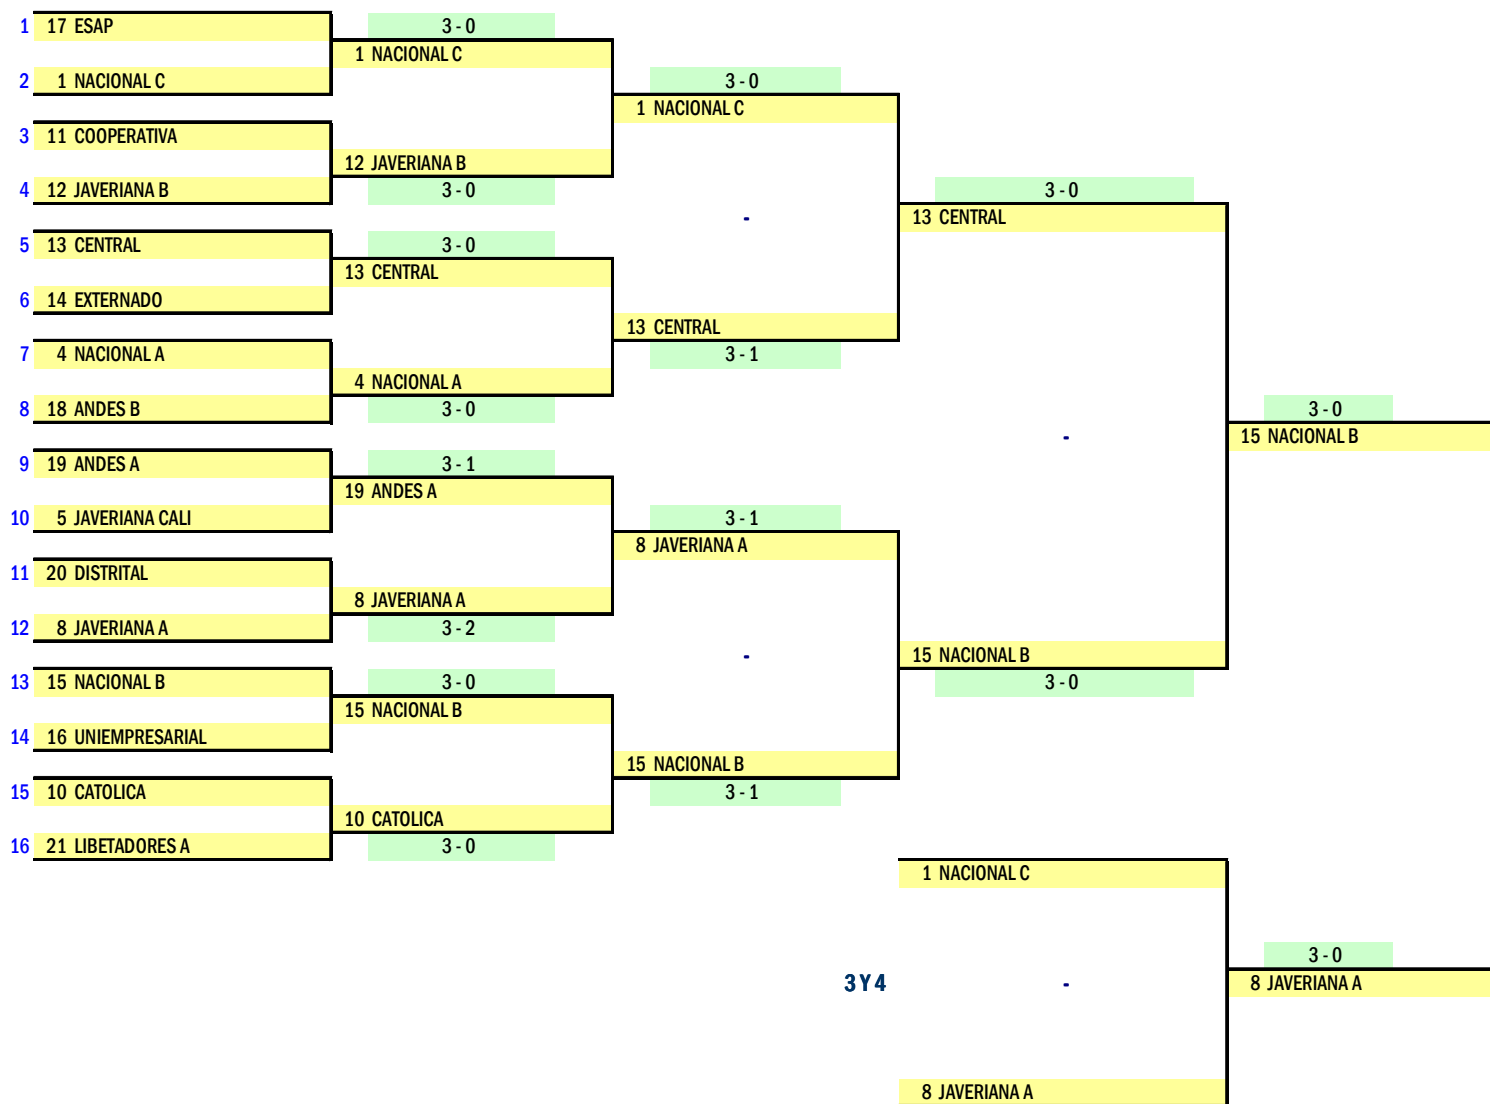 1 17 ESAP 3 - 0
1 NACIONAL C
2 1 NACIONAL C 3 - 0
1 NACIONAL C
3 11 COOPERATIVA
12 JAVERIANA B
4 12 JAVERIANA B 3 - 0 3 - 0
- 13 CENTRAL
5 13 CENTRAL 3 - 0
13 CENTRAL
6 14 EXTERNADO
13 CENTRAL
7 4 NACIONAL A 3 - 1
4 NACIONAL A
8 18 ANDES B 3 - 0 3 - 0
- 15 NACIONAL B
9 19 ANDES A 3 - 1
19 ANDES A
10 5 JAVERIANA CALI 3 - 1
8 JAVERIANA A
11 20 DISTRITAL
8 JAVERIANA A
12 8 JAVERIANA A 3 - 2
- 15 NACIONAL B
13 15 NACIONAL B 3 - 0 3 - 0
15 NACIONAL B
14 16 UNIEMPRESARIAL
15 NACIONAL B
15 10 CATOLICA 3 - 1
10 CATOLICA
16 21 LIBETADORES A 3 - 0
1 NACIONAL C
3 - 0
3 Y 4 - 8 JAVERIANA A
8 JAVERIANA A